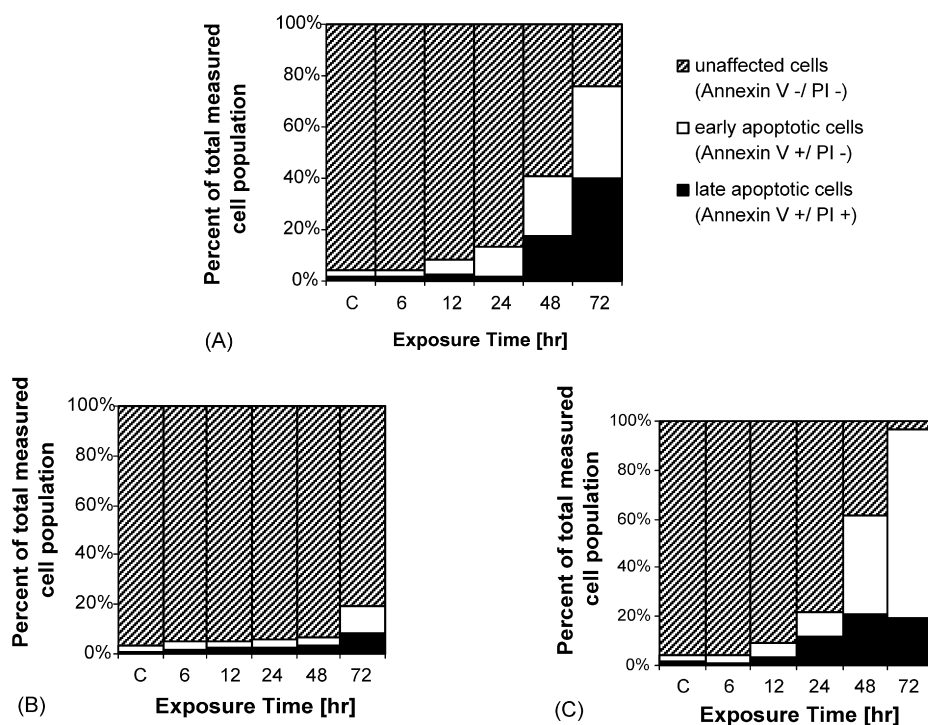 Percent of total measured
cell population
100%
80%
60%
40%
20%
0%
C 6 12 24 48 72
Exposure Time [hr]
(A)
unaffected cells
(Annexin V -/ PI -)
early apoptotic cells
(Annexin V +/ PI -)
late apoptotic cells
(Annexin V +/ PI +)
Percent of total measured
cell population
100%
80%
60%
40%
20%
0%
C 6 12 24 48 72
Exposure Time [hr]
(B)
Percent of total measured
cell population
100%
80%
60%
40%
20%
0%
C 6 12 24 48 72
Exposure Time [hr]
(C)